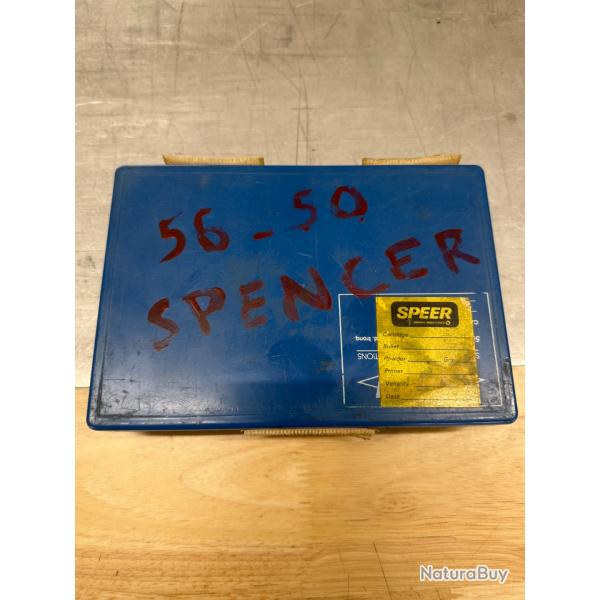 56-50
SPENCER
SPEER
Cartridge
Bullet
Powder
Primer
Velocity
Date
NaturaBuy